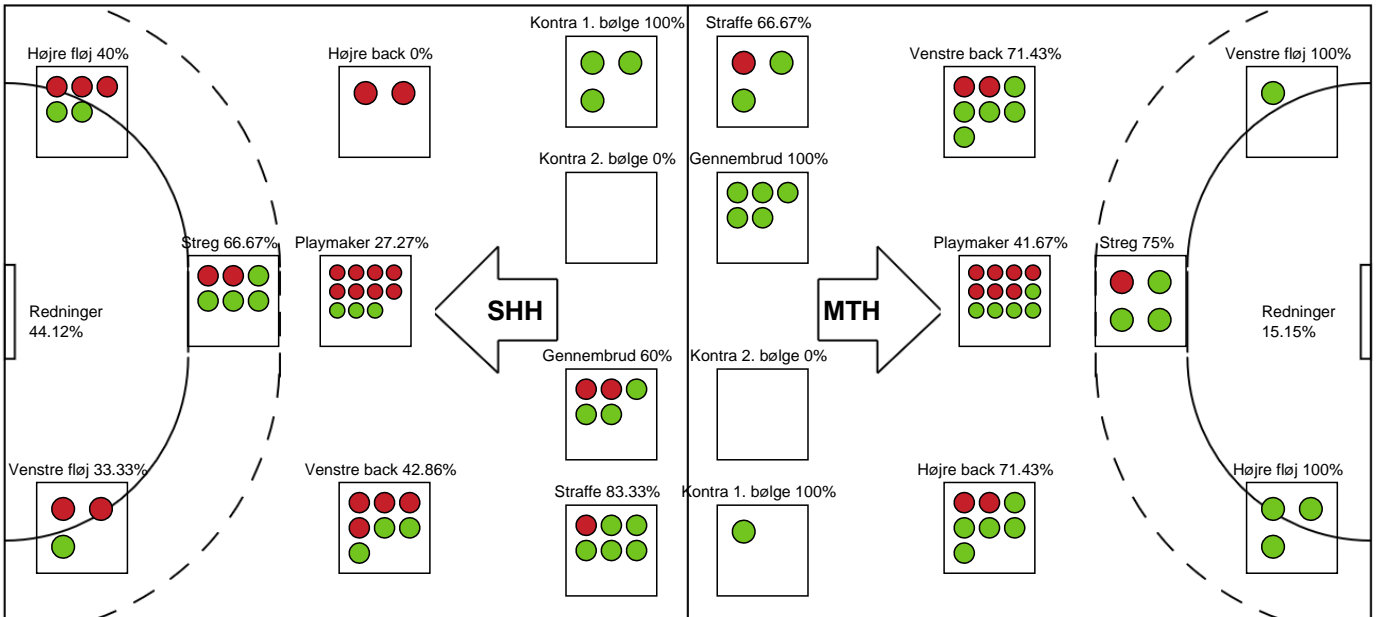 Kontra 1. bølge 100%
Straffe 66.67%
Højre fløj 40%
Højre back 0%
Venstre back 71.43%
Venstre fløj 100%
Kontra 2. bølge 0%
Gennembrud 100%
Streg 66.67%
Playmaker 27.27%
Playmaker 41.67%
Streg 75%
Redninger
44.12%
SHH
MTH
Redninger
15.15%
Gennembrud 60%
Kontra 2. bølge 0%
Venstre fløj 33.33%
Venstre back 42.86%
Straffe 83.33%
Kontra 1. bølge 100%
Højre back 71.43%
Højre fløj 100%